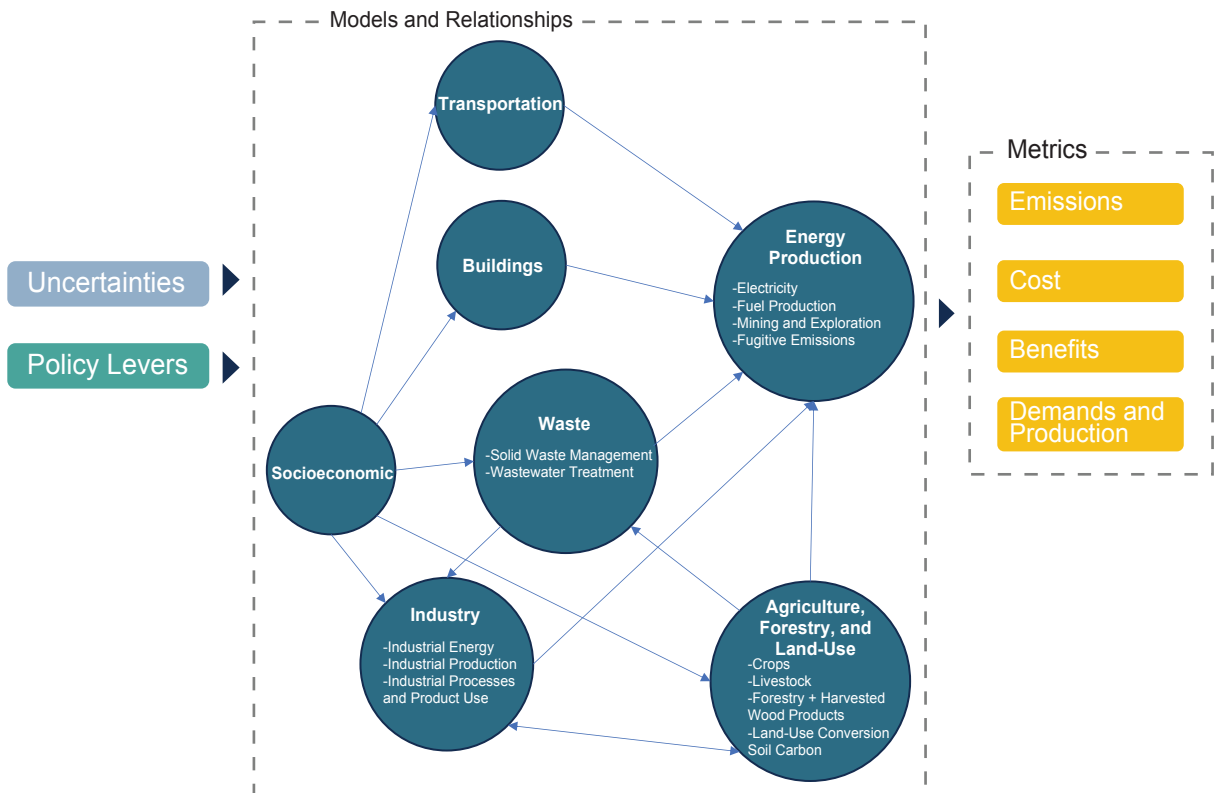 Models and Relationships
Uncertainties
Policy Levers
Transportation
Buildings
Socioeconomic
Waste
-Solid Waste Management
-Wastewater Treatment
Industry
-Industrial Energy
-Industrial Production
-Industrial Processes
and Product Use
Energy
Production
-Electricity
-Fuel Production
-Mining and Exploration
-Fugitive Emissions
Agriculture,
Forestry, and
Land-Use
-Crops
-Livestock
-Forestry + Harvested
Wood Products
-Land-Use Conversion
Soil Carbon
Metrics
Emissions
Cost
Benefits
Demands and
Production